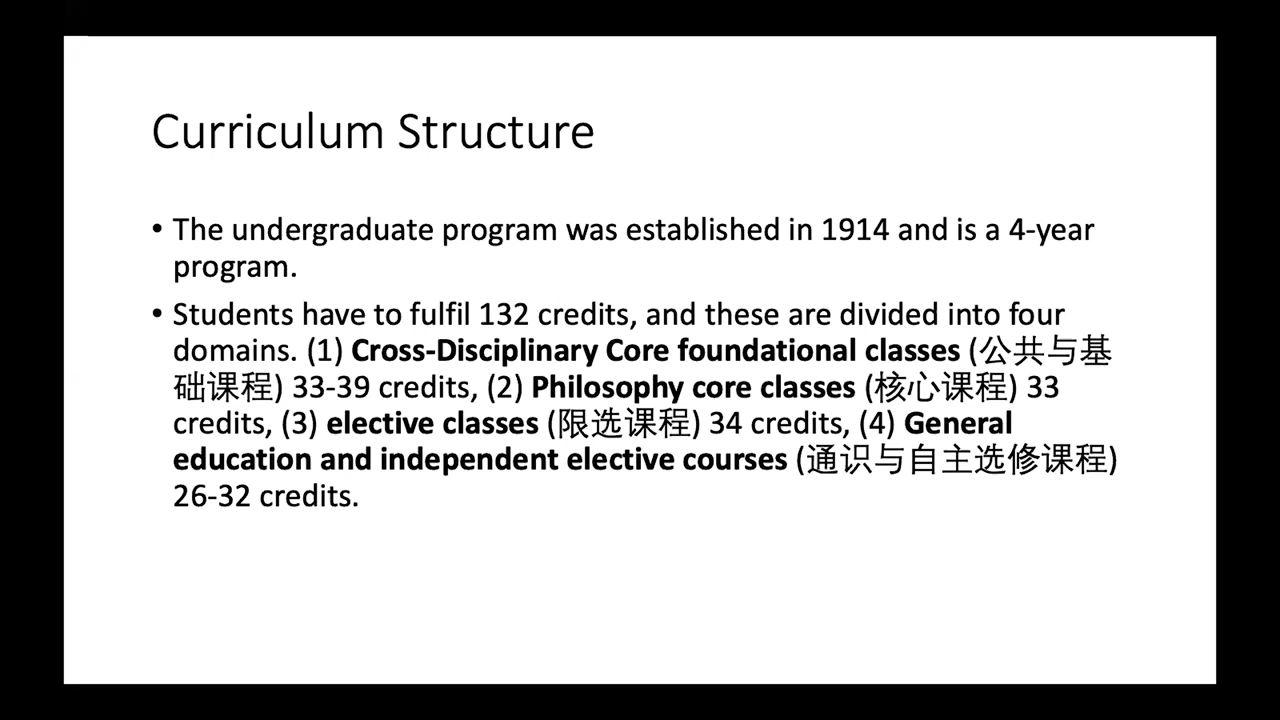 Curriculum Structure
• The undergraduate program was established in 1914 and is a 4-year
program.
• Students have to fulfil 132 credits, and these are divided into four
domains. (1) Cross-Disciplinary Core foundational classes (公共与基
础课程) 33-39 credits, (2) Philosophy core classes (核心课程) 33
credits, (3) elective classes (限选课程) 34 credits, (4) General
education and independent elective courses (通识与自主选修课程)
26-32 credits.